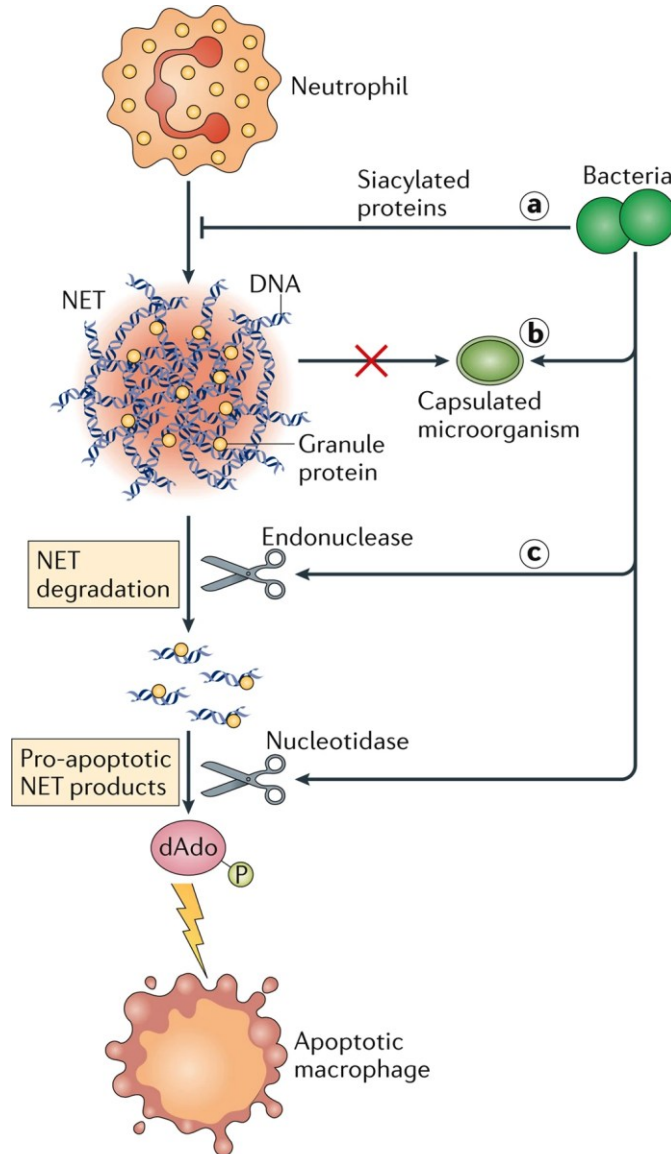 Neutrophil
Siacylated
proteins
a
Bacteria
NET
DNA
b
Capsulated
microorganism
Granule
protein
Endonuclease
c
NET
degradation
Nucleotidase
Pro-apoptotic
NET products
dAdo
P
Apoptotic
macrophage